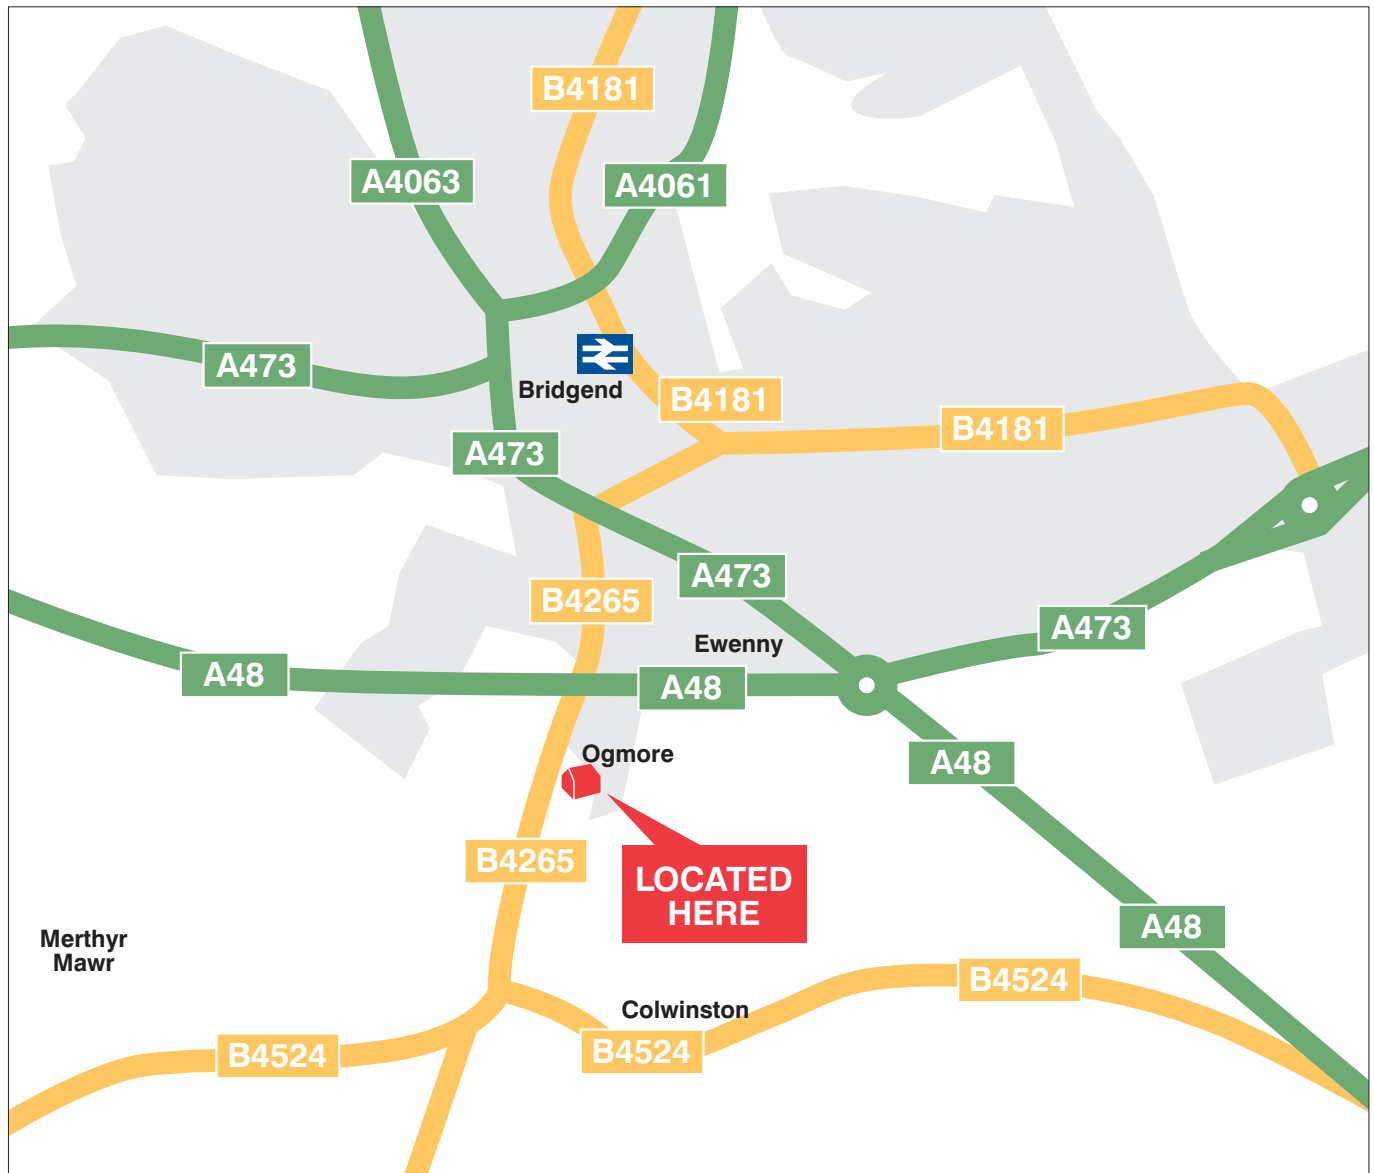 B4181
A4063
A4061
A473
Bridgend
B4181
B4181
A473
A473
B4265
A473
Ewenny
A48
A48
Ogmore
A48
B4265
LOCATED
HERE
A48
Merthyr
Mawr
B4524
Colwinston
B4524
B4524